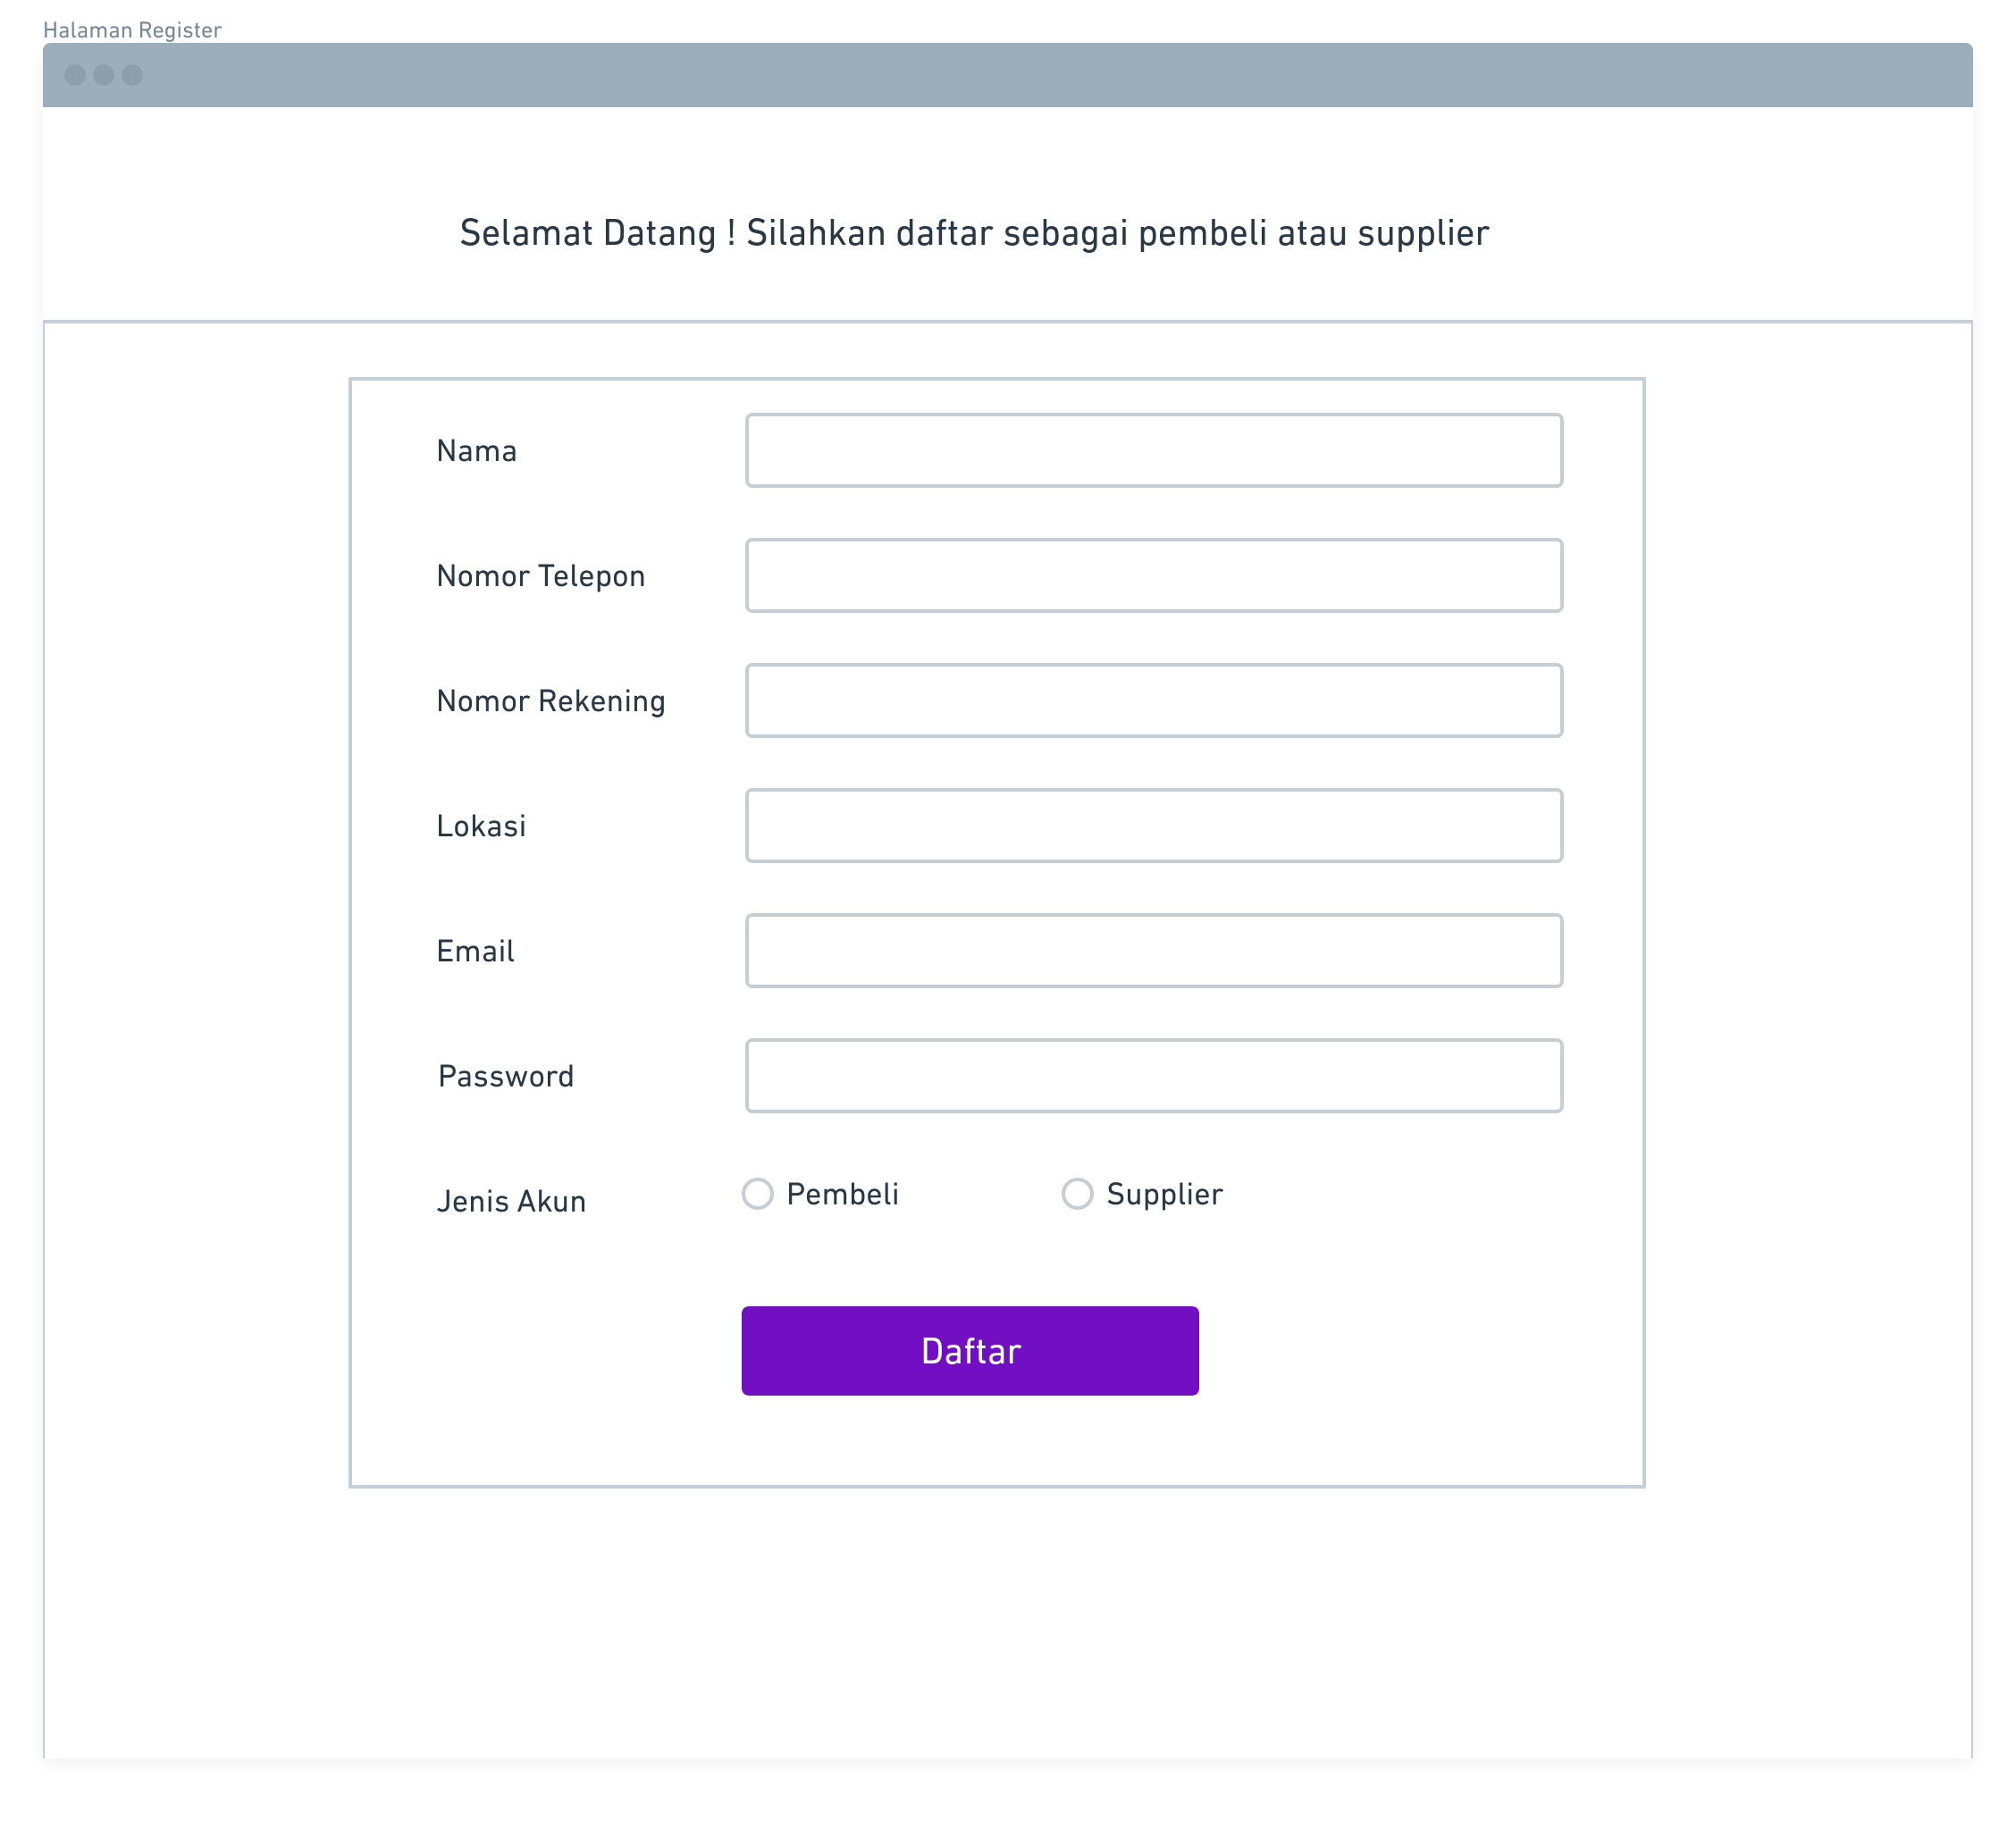 Halaman Register
Selamat Datang ! Silahkan daftar sebagai pembeli atau supplier
Nama
Nomor Telepon
Nomor Rekening
Lokasi
Email
Password
Jenis Akun Pembeli Supplier
Daftar